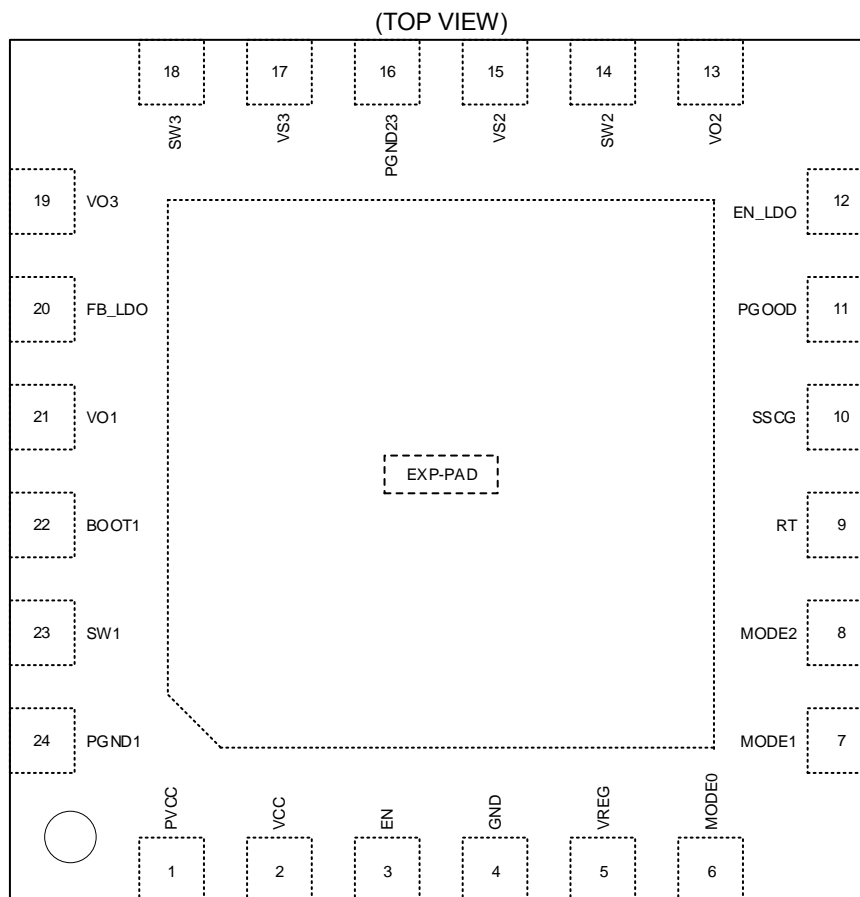 (TOP VIEW)
18 17 16 15 14 13
SW3 VS3 PGND23 VS2 SW2 VO2
19 VO3 EN_LDO 12
20 FB_LDO PGOOD 11
21 VO1 SSCG 10
EXP-PAD
22 BOOT1 RT 9
23 SW1 MODE2 8
24 PGND1 MODE1 7
PVCC VCC EN GND VREG MODE0
1 2 3 4 5 6